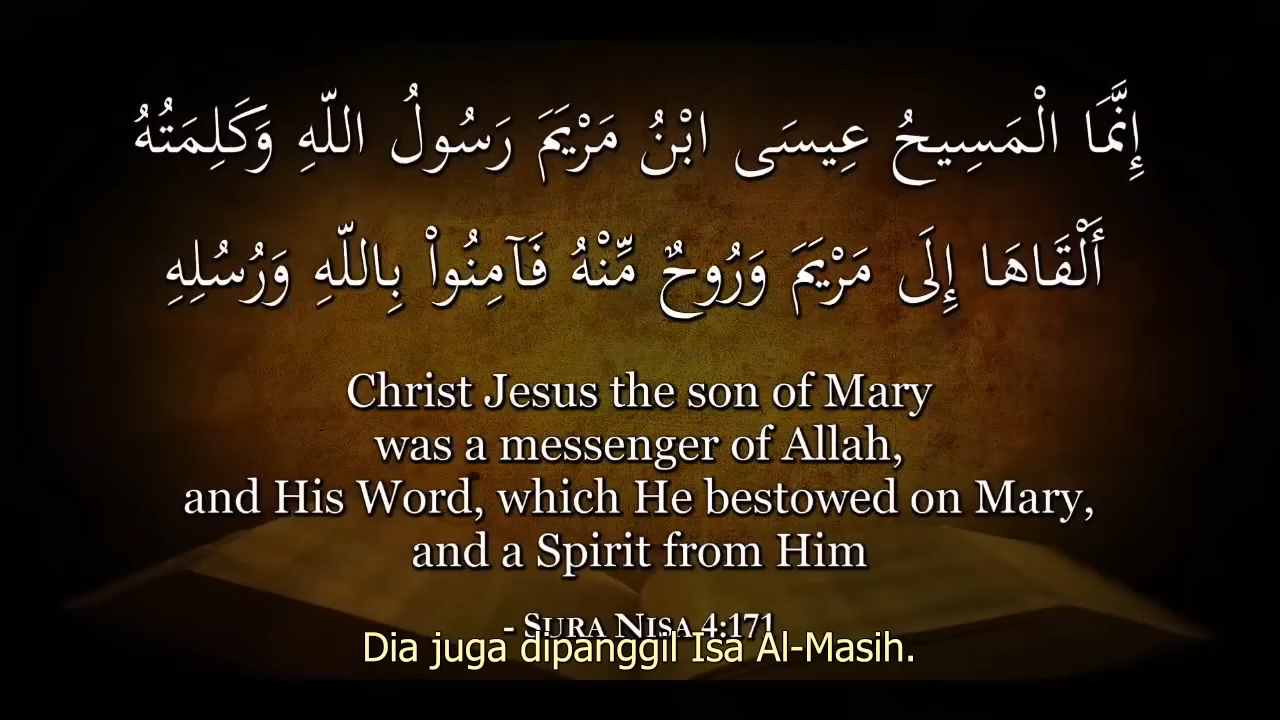 إِنَّمَا الْمَسِيحُ عِيسَى ابْنُ مَرْيَمَ رَسُولُ اللّهِ وَكَلِمَتُهُ
أَلْقَاهَا إِلَى مَرْيَمَ وَرُوحٌ مِّنْهُ فَآمِنُواْ بِاللّهِ وَرُسُلِهِ
Christ Jesus the son of Mary
was a messenger of Allah,
and His Word, which He bestowed on Mary,
and a Spirit from Him
- Sura Nisa 4:171
Dia juga dipanggil Isa Al-Masih.